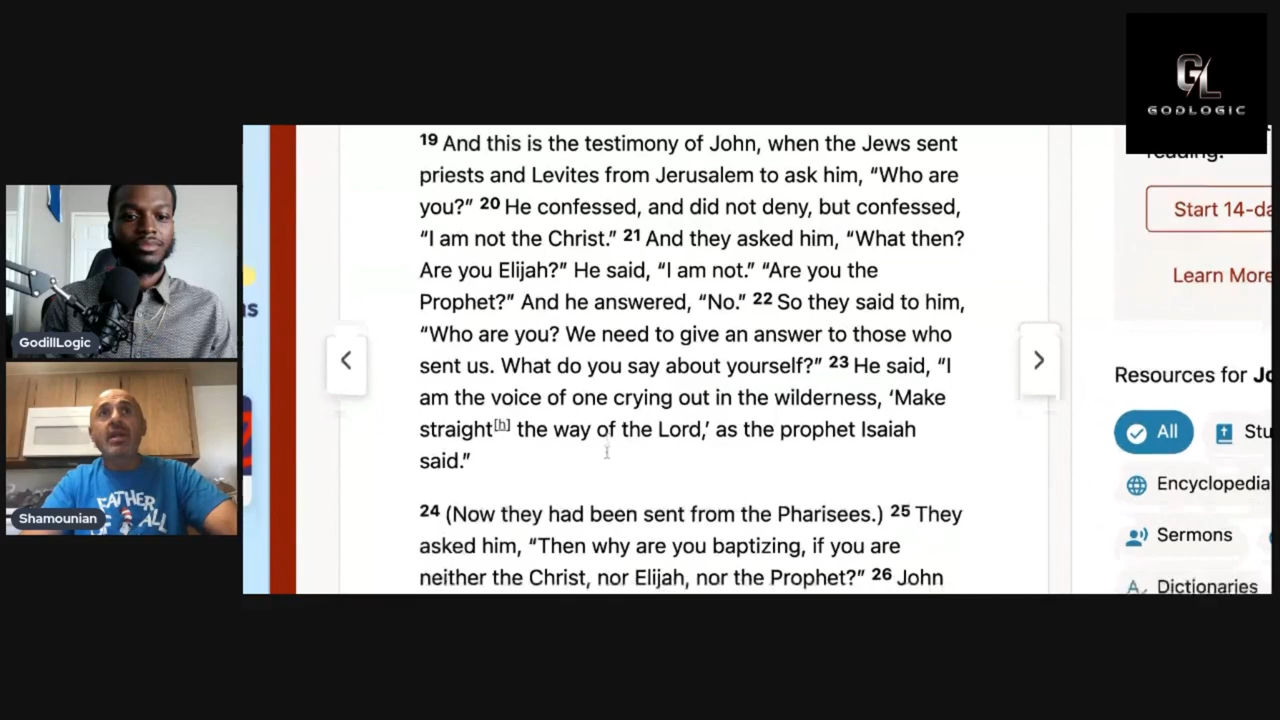 GL
GODLOGIC
19 And this is the testimony of John, when the Jews sent
priests and Levites from Jerusalem to ask him, “Who are
you?” 20 He confessed, and did not deny, but confessed,
“I am not the Christ.” 21 And they asked him, “What then?
Are you Elijah?” He said, “I am not.” “Are you the
Prophet?” And he answered, “No.” 22 So they said to him,
“Who are you? We need to give an answer to those who
sent us. What do you say about yourself?” 23 He said, “I
am the voice of one crying out in the wilderness, ‘Make
straight[h] the way of the Lord,’ as the prophet Isaiah
said.”
24 (Now they had been sent from the Pharisees.) 25 They
asked him, “Then why are you baptizing, if you are
neither the Christ, nor Elijah, nor the Prophet?” 26 John
reading.
Start 14-da
Learn More
Resources for Jo
All
Stu
Encyclopedia
Sermons
Dictionaries
GodillLogic
FATHER
ALL
Shamounian